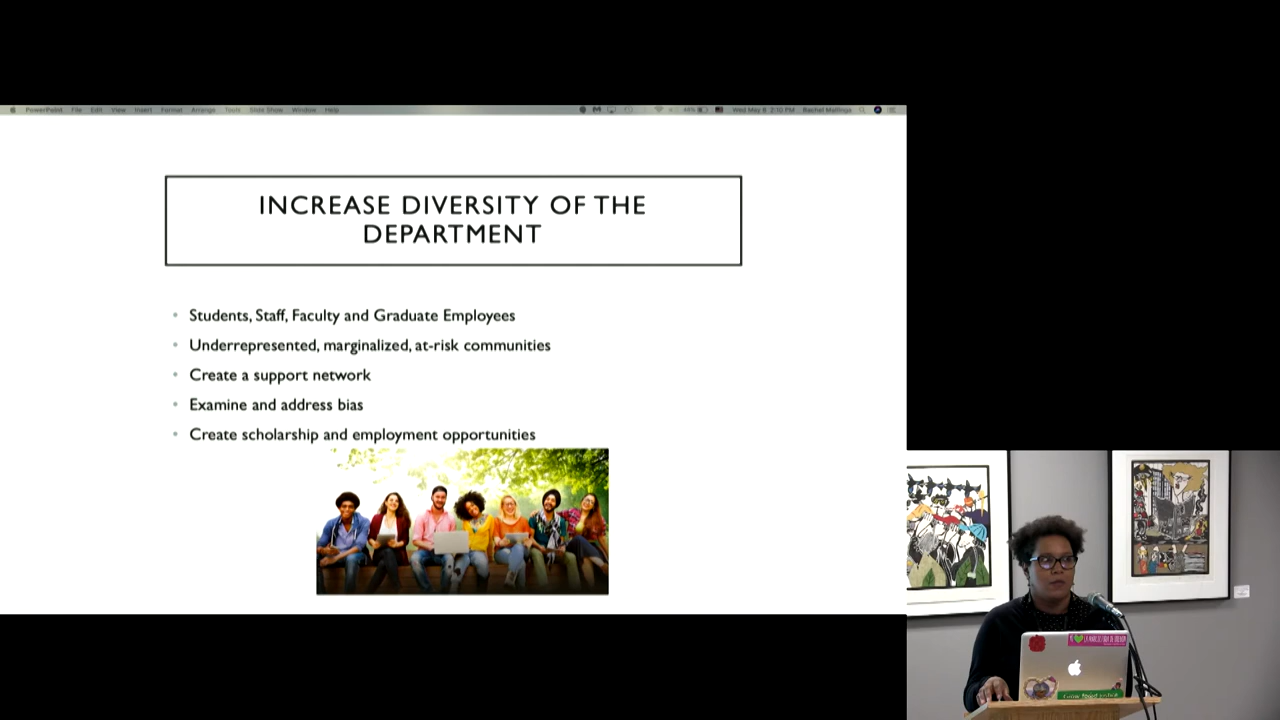 PowerPoint File Edit View Insert Format Arrange Tools Slide Show Window Help
Wed May 8 2:10 PM
INCREASE DIVERSITY OF THE
DEPARTMENT
Students, Staff, Faculty and Graduate Employees
Underrepresented, marginalized, at-risk communities
Create a support network
Examine and address bias
Create scholarship and employment opportunities